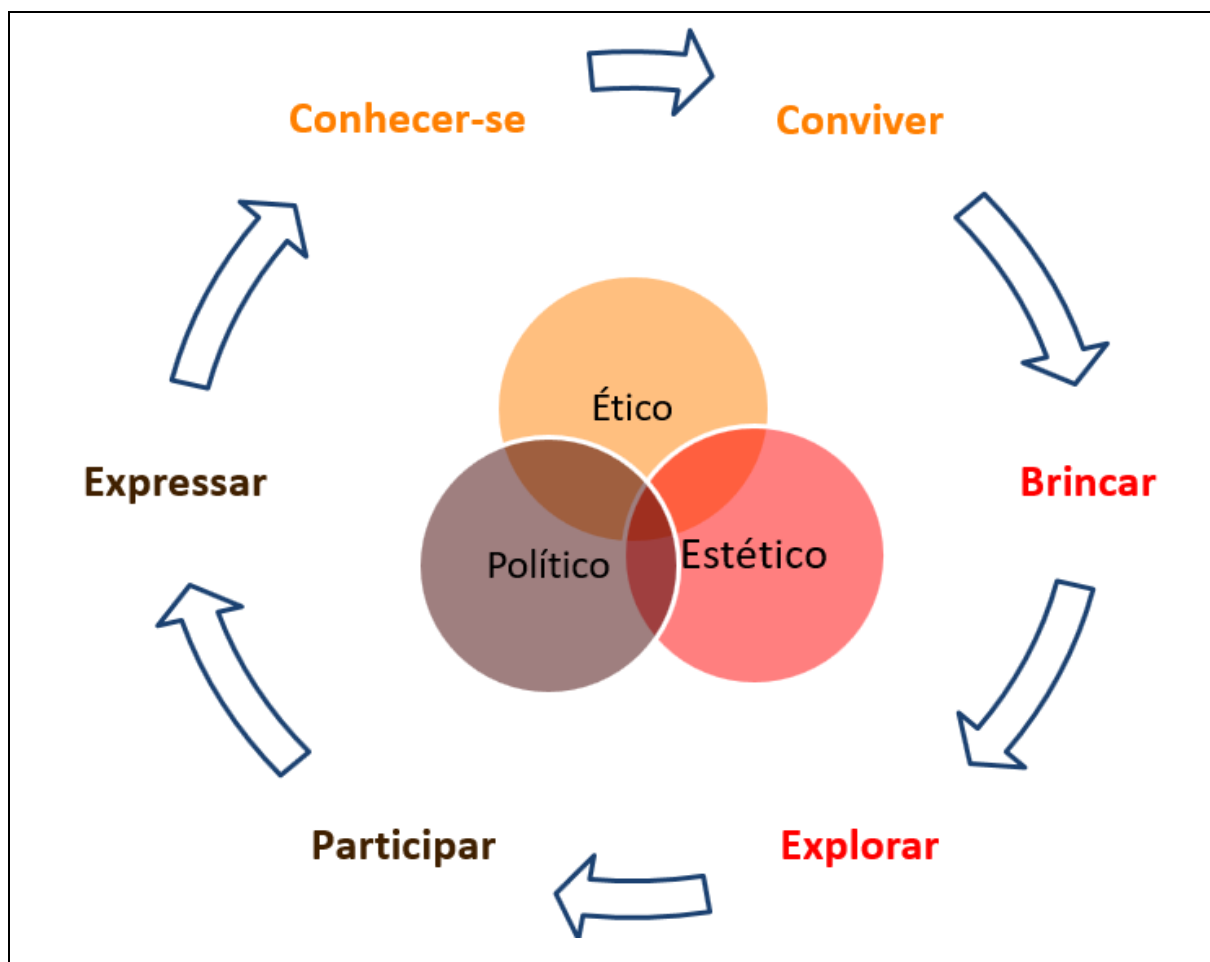 Conhecer-se
Conviver
Ético
Expressar
Brincar
Político
Estético
Participar
Explorar